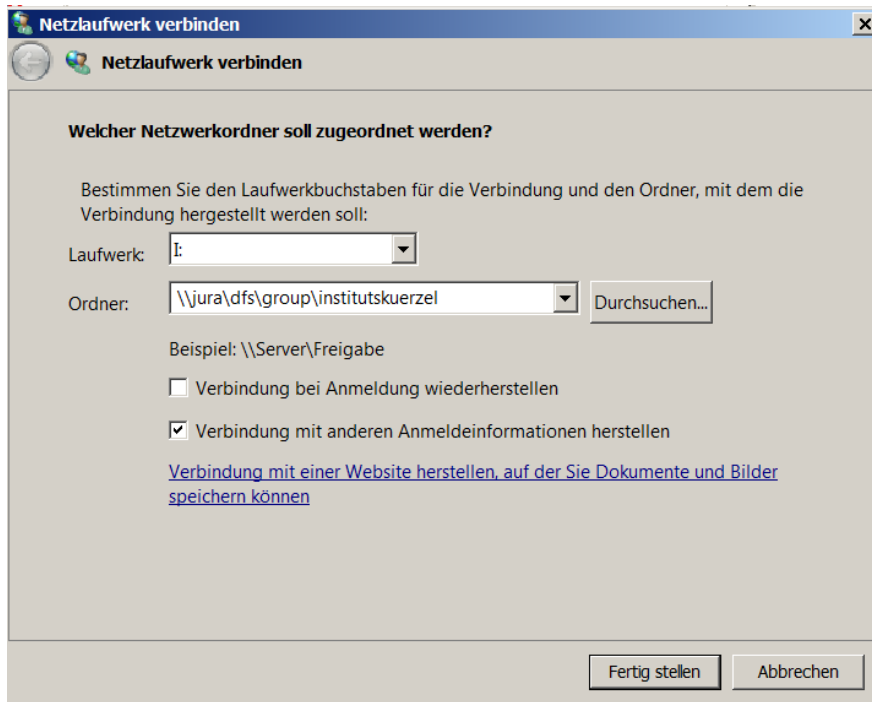 Netzlaufwerk verbinden
Netzlaufwerk verbinden
Welcher Netzwerkordner soll zugeordnet werden?
Bestimmen Sie den Laufwerkbuchstaben für die Verbindung und den Ordner, mit dem die
Verbindung hergestellt werden soll:
Laufwerk: I:
Ordner: \\jura\dfs\group\institutskuerzel Durchsuchen...
Beispiel: \\Server\Freigabe
Verbindung bei Anmeldung wiederherstellen
Verbindung mit anderen Anmeldeinformationen herstellen
Verbindung mit einer Website herstellen, auf der Sie Dokumente und Bilder
speichern können
Fertig stellen Abbrechen